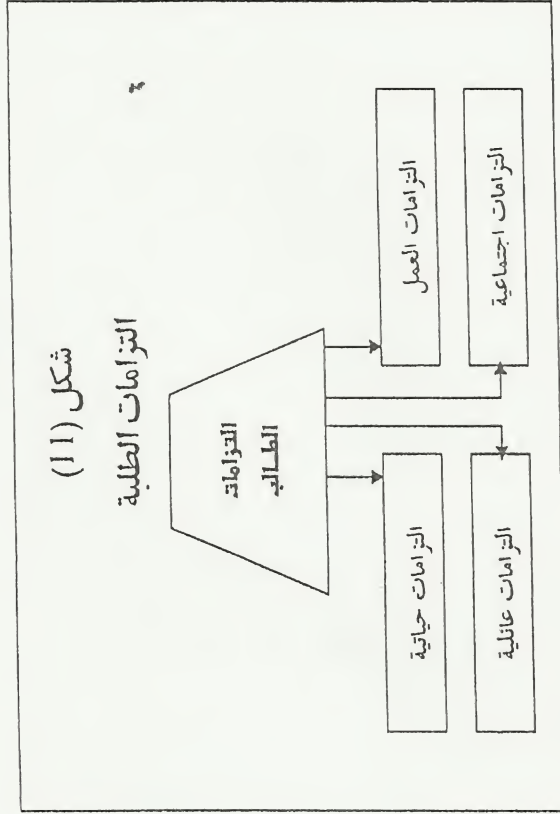 شكل (11)
التزامات الطلبة
التزامات
الطالب
التزامات العمل
التزامات حياتية
التزامات اجتماعية
التزامات عائلية